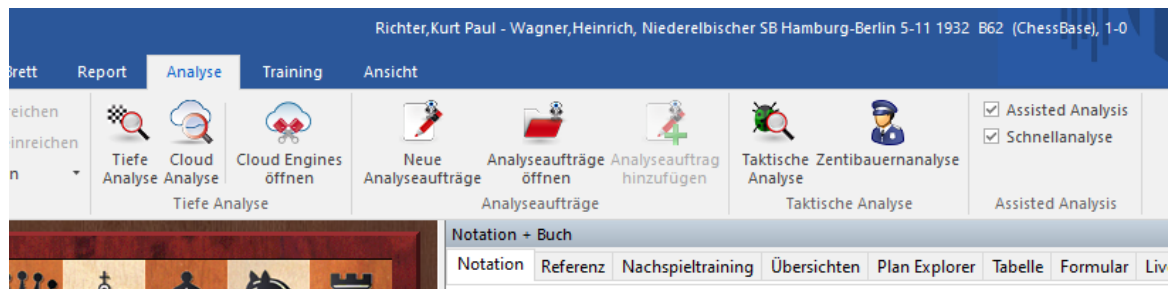 Richter,Kurt Paul - Wagner,Heinrich, Niederelbischer SB Hamburg-Berlin 5-11 1932 B62 (ChessBase), 1-0
Brett Report Analyse Training Ansicht
reichen
einreichen
n
Tiefe Analyse
Cloud Analyse
Cloud Engines öffnen
Tiefe Analyse
Neue Analyseaufträge
Analyseaufträge öffnen
Analyseauftrag hinzufügen
Analyseaufträge
Taktische Analyse
Zentibauernanalyse
Taktische Analyse
Assisted Analysis
Schnellanalyse
Assisted Analysis
Notation + Buch
Notation Referenz Nachspieltraining Übersichten Plan Explorer Tabelle Formular Liv